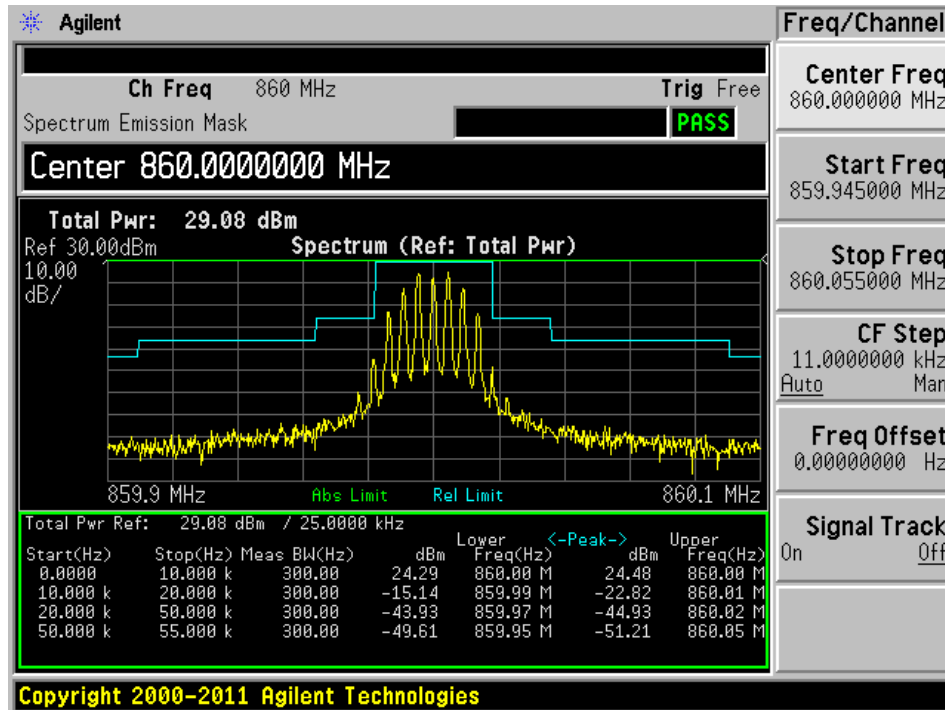 Agilent
Freq/Channel
Ch Freq 860 MHz Trig Free
Spectrum Emission Mask PASS
Center 860.0000000 MHz
Total Pwr: 29.08 dBm
Ref 30.00dBm Spectrum (Ref: Total Pwr)
10.00
dB/
859.9 MHz Abs Limit Rel Limit 860.1 MHz
Total Pwr Ref: 29.08 dBm / 25.0000 kHz
Lower <-Peak-> Upper
Start(Hz) Stop(Hz) Meas BW(Hz) dBm Freq(Hz) dBm Freq(Hz)
0.0000 10.000 k 300.00 24.29 860.00 M 24.48 860.00 M
10.000 k 20.000 k 300.00 -15.14 859.99 M -22.82 860.01 M
20.000 k 50.000 k 300.00 -43.93 859.97 M -44.93 860.02 M
50.000 k 55.000 k 300.00 -49.61 859.95 M -51.21 860.05 M
Center Freq
860.000000 MHz
Start Freq
859.945000 MHz
Stop Freq
860.055000 MHz
CF Step
11.0000000 kHz
Auto Man
Freq Offset
0.00000000 Hz
Signal Track
On Off
Copyright 2000-2011 Agilent Technologies